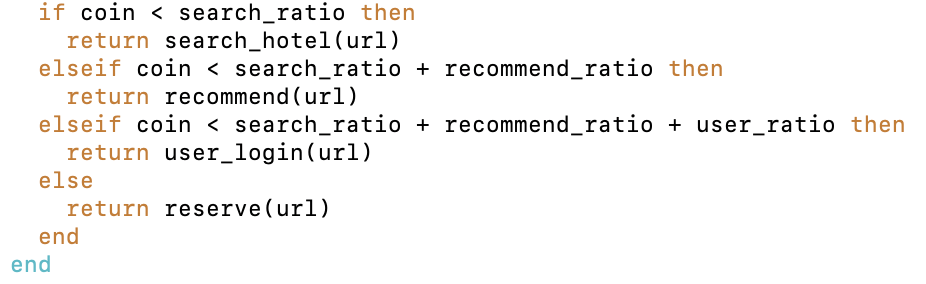 if coin < search_ratio then
return search_hotel(url)
elseif coin < search_ratio + recommend_ratio then
return recommend(url)
elseif coin < search_ratio + recommend_ratio + user_ratio then
return user_login(url)
else
return reserve(url)
end
end